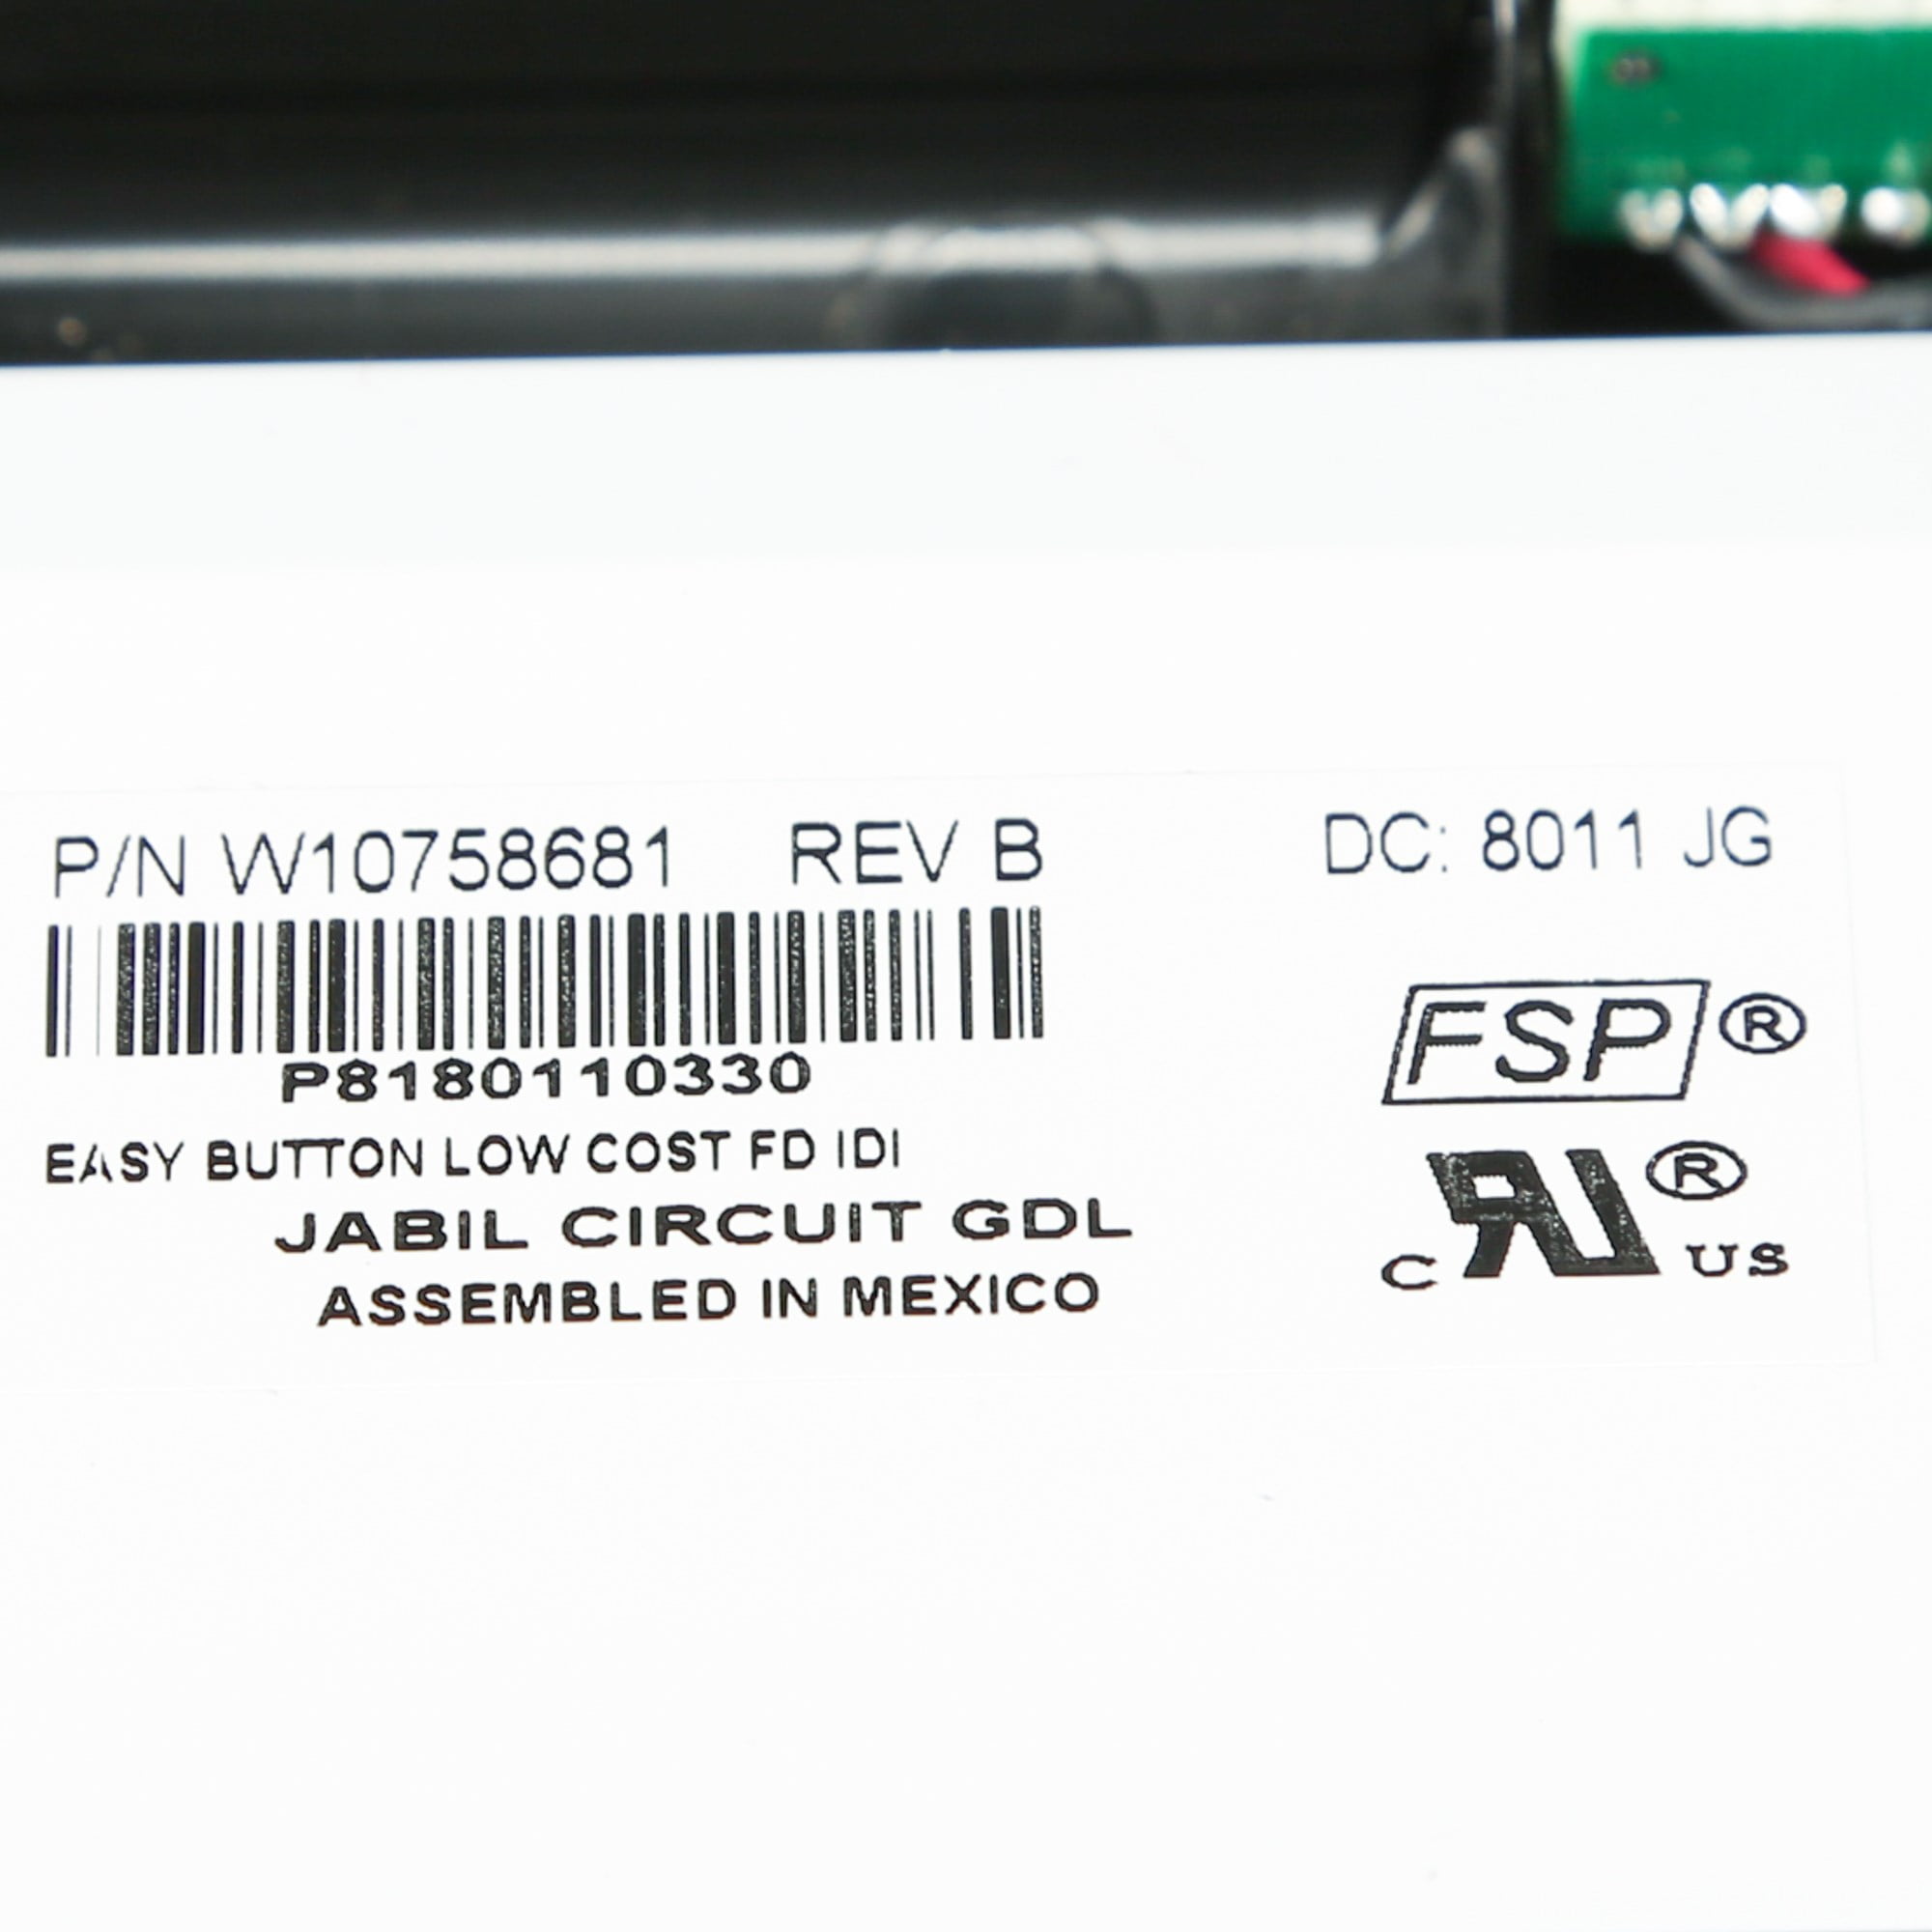 P/N W10758681 REV B DC: 8011 JG
P8180110330
EASY BUTTON LOW COST FD IDI
JABIL CIRCUIT GDL
ASSEMBLED IN MEXICO
FSP®
C RU® US